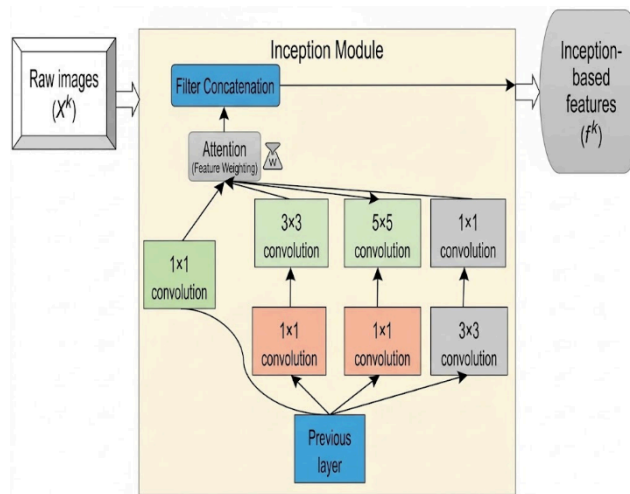 Inception Module
Raw images
(X^k)
Filter Concatenation
Inception-
based
features
(f^k)
Attention
(Feature Weighting)
W
1×1
convolution
3×3
convolution
5×5
convolution
1×1
convolution
1×1
convolution
1×1
convolution
3×3
convolution
Previous
layer